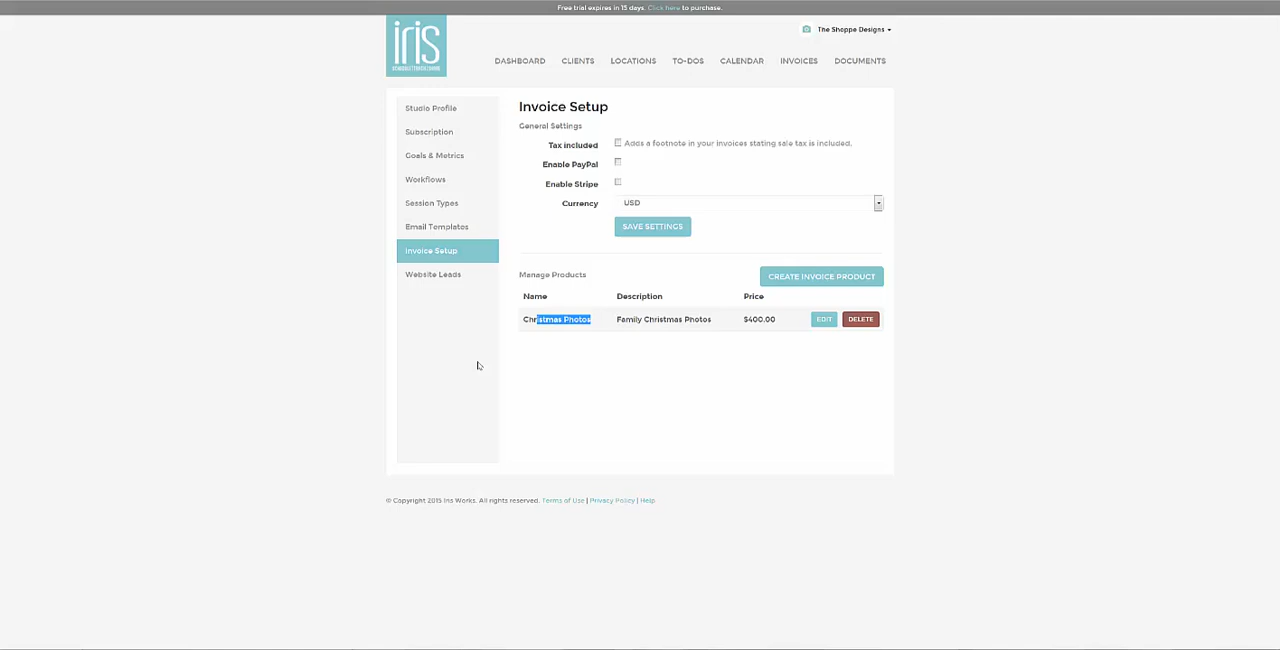 Free trial expires in 15 days. Click here to purchase.
iris
The Shoppe Designs
DASHBOARD CLIENTS LOCATIONS TO-DOS CALENDAR INVOICES DOCUMENTS
Studio Profile
Subscription
Goals & Metrics
Workflows
Session Types
Email Templates
Invoice Setup
Website Leads
Invoice Setup
General Settings
Tax included Adds a footnote in your invoices stating sale tax is included.
Enable PayPal
Enable Stripe
Currency USD
SAVE SETTINGS
Manage Products CREATE INVOICE PRODUCT
Name Description Price
Christmas Photos Family Christmas Photos $400.00 EDIT DELETE
© Copyright 2015 Iris Works. All rights reserved. Terms of Use | Privacy Policy | Help